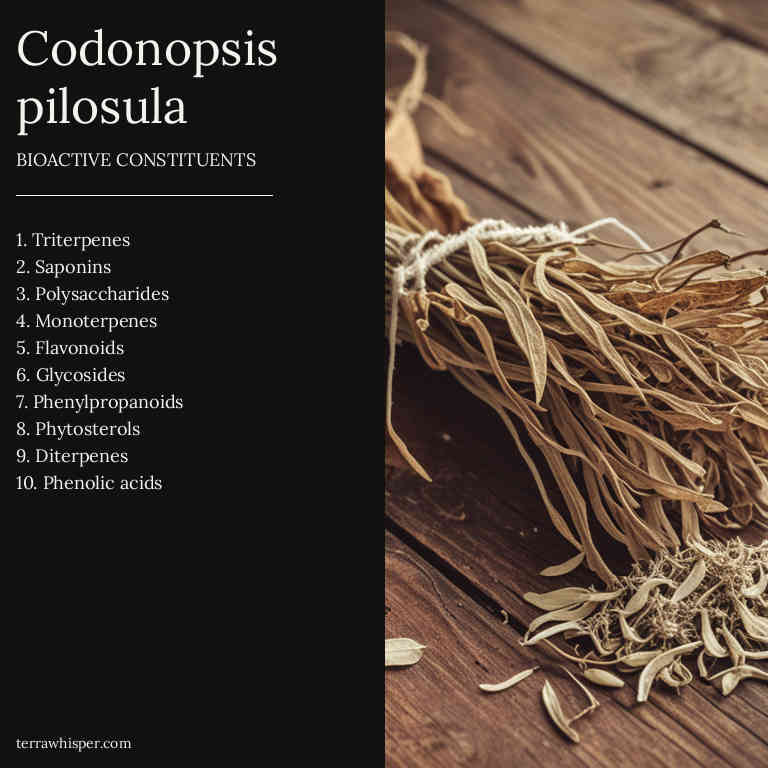 Codonopsis
pilosula
BIOACTIVE CONSTITUENTS
1. Triterpenes
2. Saponins
3. Polysaccharides
4. Monoterpenes
5. Flavonoids
6. Glycosides
7. Phenylpropanoids
8. Phytosterols
9. Diterpenes
10. Phenolic acids
terrawhisper.com